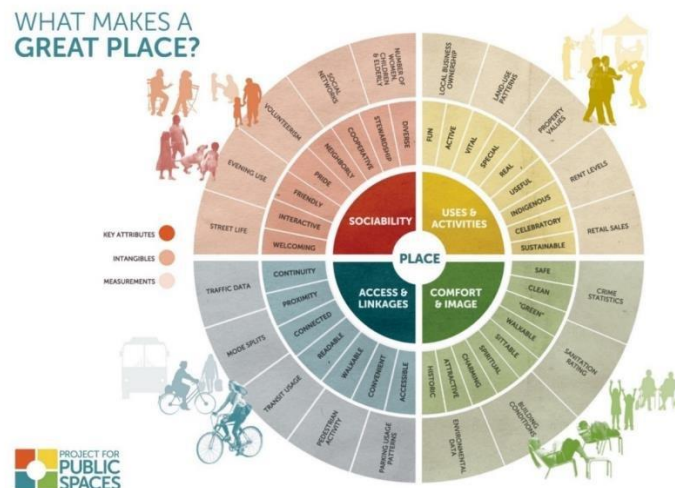 WHAT MAKES A
GREAT PLACE?
KEY ATTRIBUTES
INTANGIBLES
MEASUREMENTS
PLACE
SOCIABILITY
USES &
ACTIVITIES
ACCESS &
LINKAGES
COMFORT &
IMAGE
DIVERSE
STEWARDSHIP
COOPERATIVE
NEIGHBORLY
PRIDE
FRIENDLY
INTERACTIVE
WELCOMING
NUMBER OF
WOMEN,
CHILDREN
& ELDERLY
SOCIAL
NETWORKS
VOLUNTEERISM
EVENING USE
STREET LIFE
FUN
ACTIVE
VITAL
SPECIAL
REAL
USEFUL
INDIGENOUS
CELEBRATORY
SUSTAINABLE
LOCAL BUSINESS
OWNERSHIP
LAND-USE
PATTERNS
PROPERTY
VALUES
RENT LEVELS
RETAIL SALES
CONTINUITY
PROXIMITY
CONNECTED
READABLE
WALKABLE
CONVENIENT
ACCESSIBLE
TRAFFIC DATA
MODE SPLITS
TRANSIT USAGE
PEDESTRIAN
ACTIVITY
PARKING USAGE
PATTERNS
SAFE
CLEAN
"GREEN"
WALKABLE
SITTABLE
SPIRITUAL
CHARMING
ATTRACTIVE
HISTORIC
CRIME
STATISTICS
SANITATION
RATING
BUILDING
CONDITIONS
ENVIRONMENTAL
DATA
PROJECT FOR
PUBLIC
SPACES